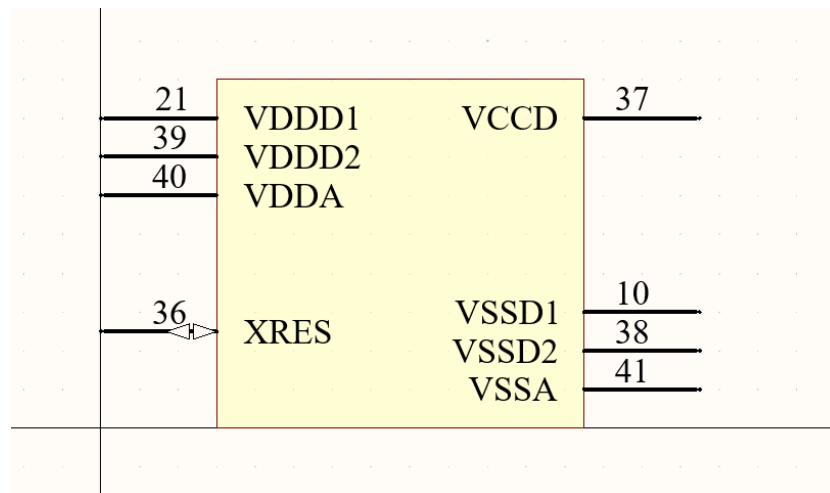 21 VDDD1 VCCD 37
39 VDDD2
40 VDDA
VSSD1 10
36 XRES
VSSD2 38
VSSA 41